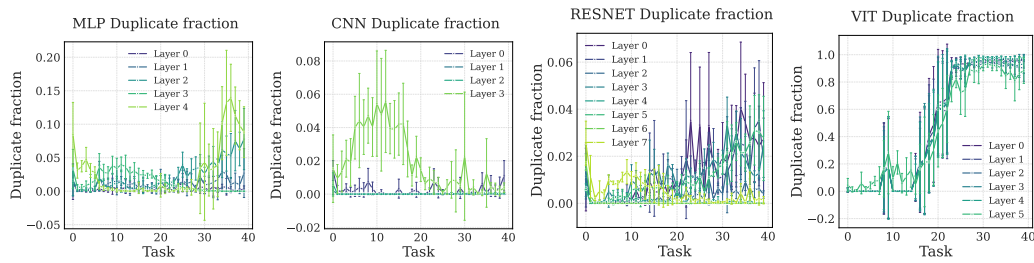 MLP Duplicate fraction
Duplicate fraction
0.20
0.15
0.10
0.05
0.00
−0.05
Layer 0
Layer 1
Layer 2
Layer 3
Layer 4
0 10 20 30 40
Task
CNN Duplicate fraction
Duplicate fraction
0.08
0.06
0.04
0.02
0.00
−0.02
Layer 0
Layer 1
Layer 2
Layer 3
0 10 20 30 40
Task
RESNET Duplicate fraction
Duplicate fraction
0.06
0.04
0.02
0.00
Layer 0
Layer 1
Layer 2
Layer 3
Layer 4
Layer 5
Layer 6
Layer 7
0 10 20 30 40
Task
VIT Duplicate fraction
Duplicate fraction
1.0
0.8
0.6
0.4
0.2
0.0
−0.2
Layer 0
Layer 1
Layer 2
Layer 3
Layer 4
Layer 5
0 10 20 30 40
Task